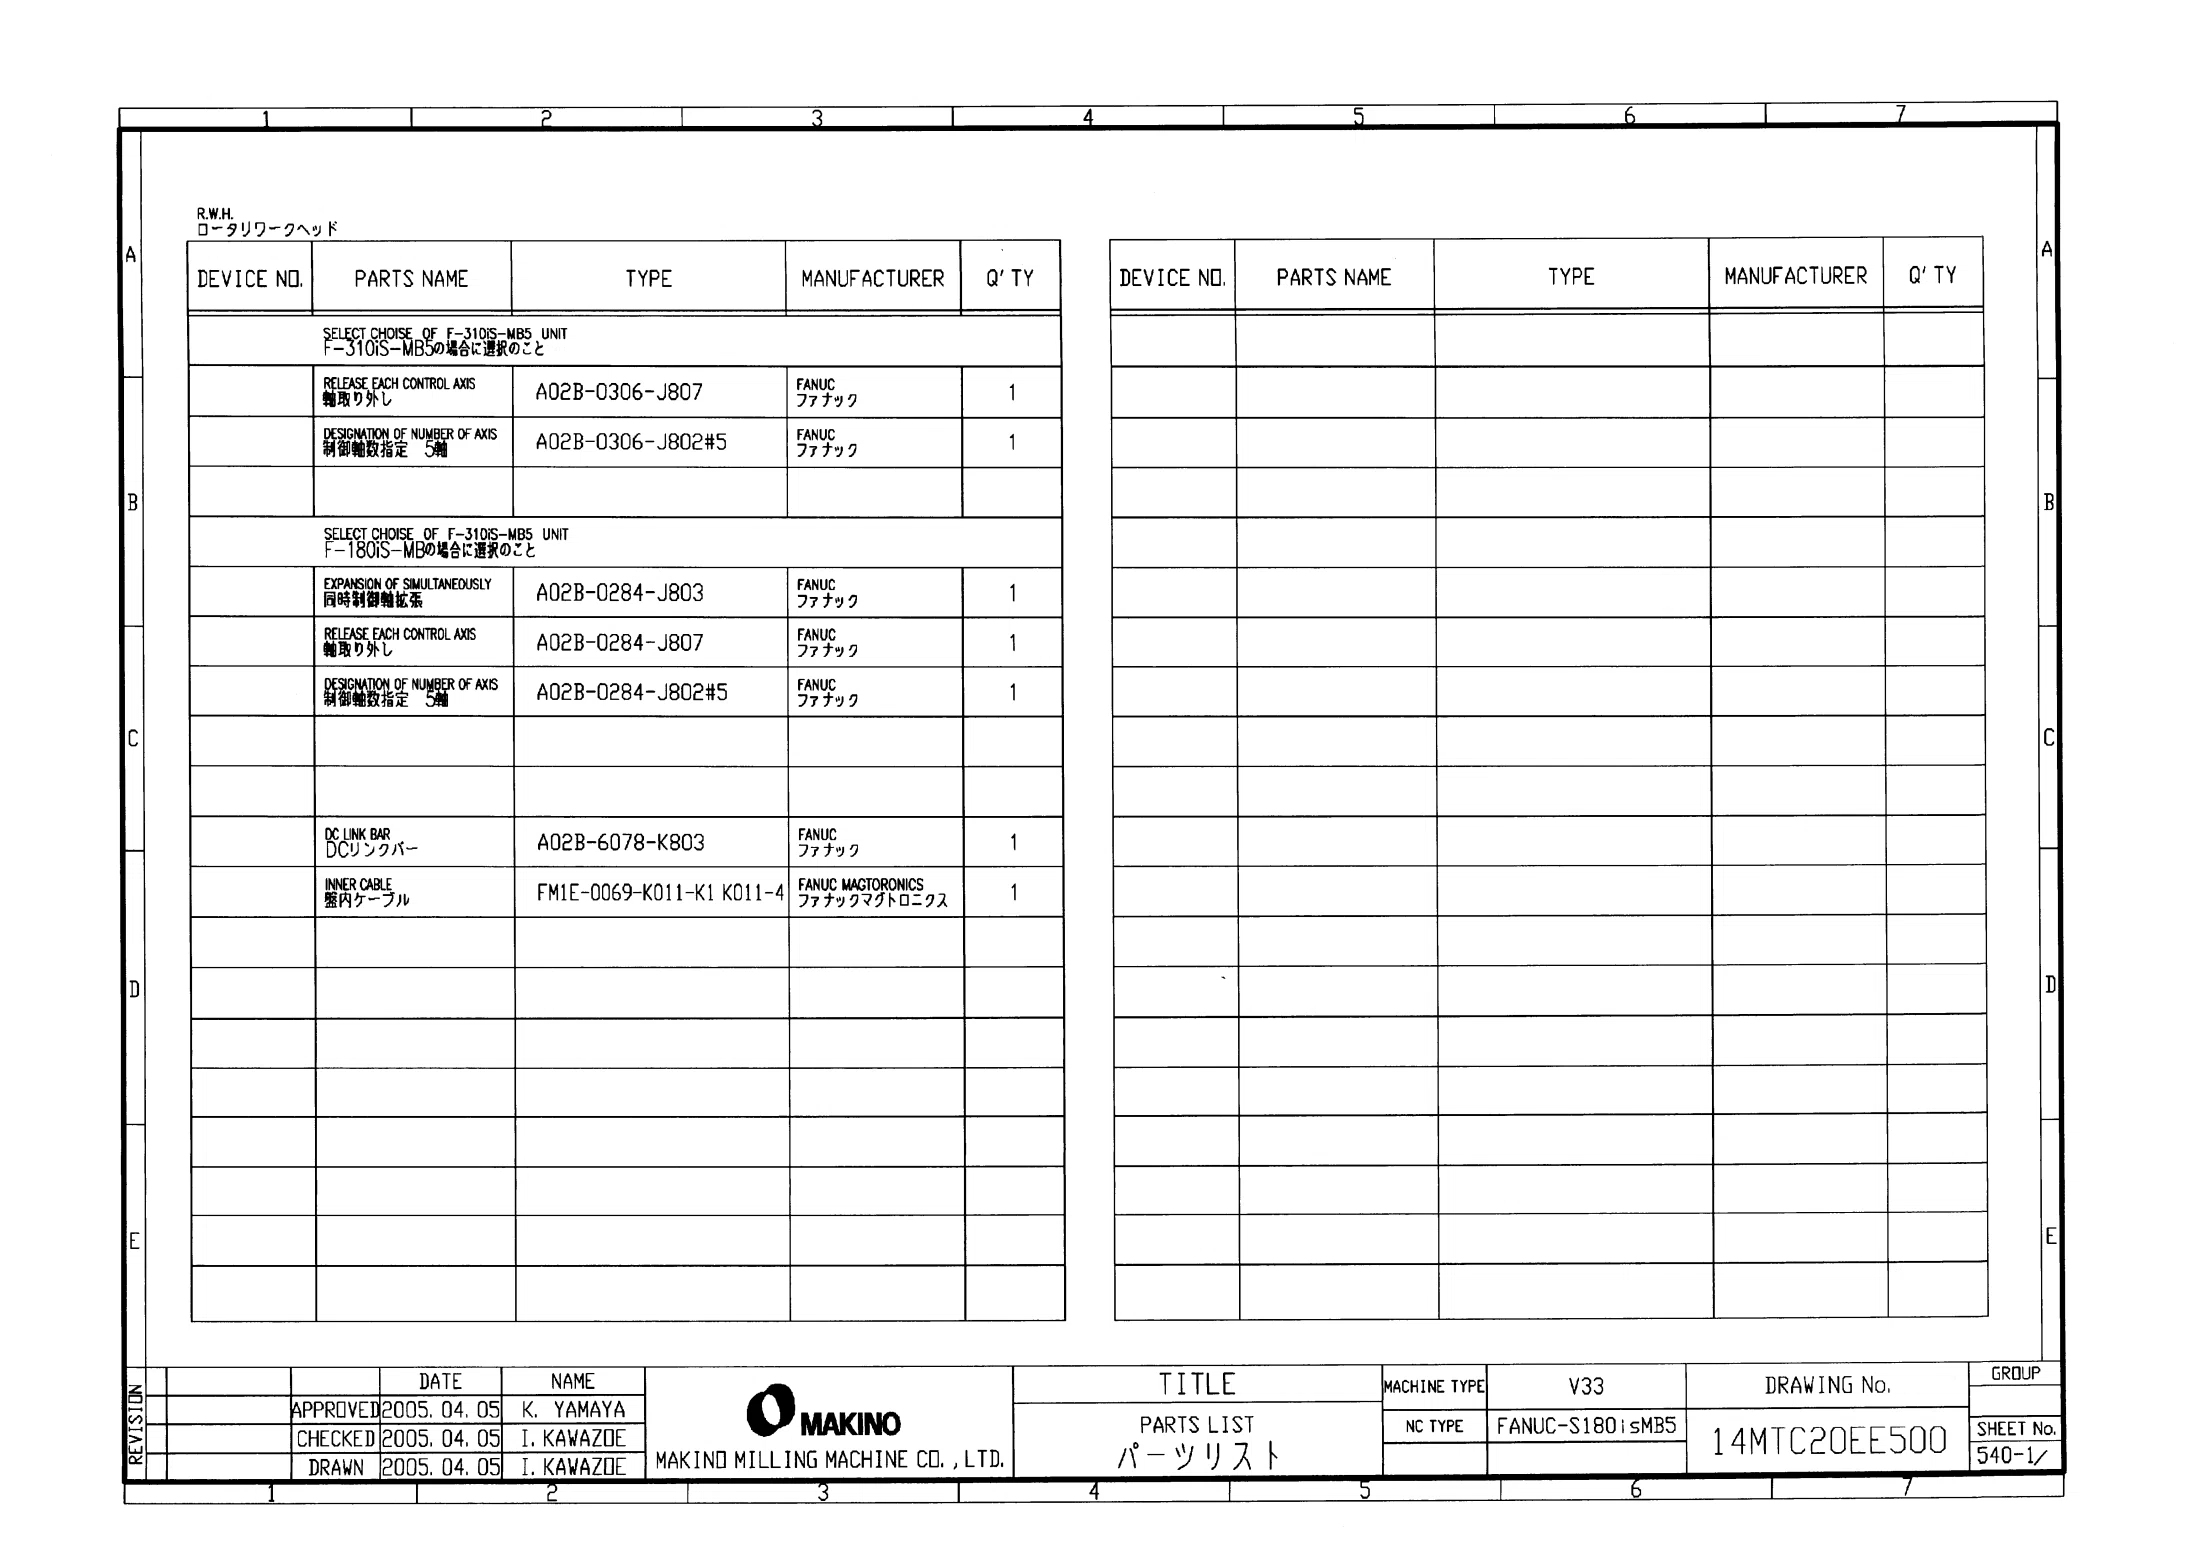 1 2 3 4 5 6 7
R.W.H.
ロータリワークヘッド
DEVICE NO. PARTS NAME TYPE MANUFACTURER Q'TY
SELECT CHOISE OF F-310iS-MB5 UNIT
F-310iS-MB5の場合に選択のこと
RELEASE EACH CONTROL AXIS
軸取り外し
A02B-0306-J807
FANUC
ファナック
1
DESIGNATION OF NUMBER OF AXIS
制御軸数指定 5軸
A02B-0306-J802#5
FANUC
ファナック
1
SELECT CHOISE OF F-310iS-MB5 UNIT
F-180iS-MBの場合に選択のこと
EXPANSION OF SIMULTANEOUSLY
同時制御軸拡張
A02B-0284-J803
FANUC
ファナック
1
RELEASE EACH CONTROL AXIS
軸取り外し
A02B-0284-J807
FANUC
ファナック
1
DESIGNATION OF NUMBER OF AXIS
制御軸数指定 5軸
A02B-0284-J802#5
FANUC
ファナック
1
DC LINK BAR
DCリンクバー
A02B-6078-K803
FANUC
ファナック
1
INNER CABLE
盤内ケーブル
FM1E-0069-K011-K1 K011-4
FANUC MAGTORONICS
ファナックマグトロニクス
1
DEVICE NO. PARTS NAME TYPE MANUFACTURER Q'TY
A A
B B
C C
D D
E E
REVISION
DATE NAME
APPROVED 2005.04.05 K. YAMAYA
CHECKED 2005.04.05 I. KAWAZOE
DRAWN 2005.04.05 I. KAWAZOE
MAKINO
MAKINO MILLING MACHINE CO.,LTD.
TITLE
PARTS LIST
パーツリスト
MACHINE TYPE V33
NC TYPE FANUC-S180isMB5
DRAWING No.
14MTC20EE500
GROUP
SHEET No.
540-1/
1 2 3 4 5 6 7